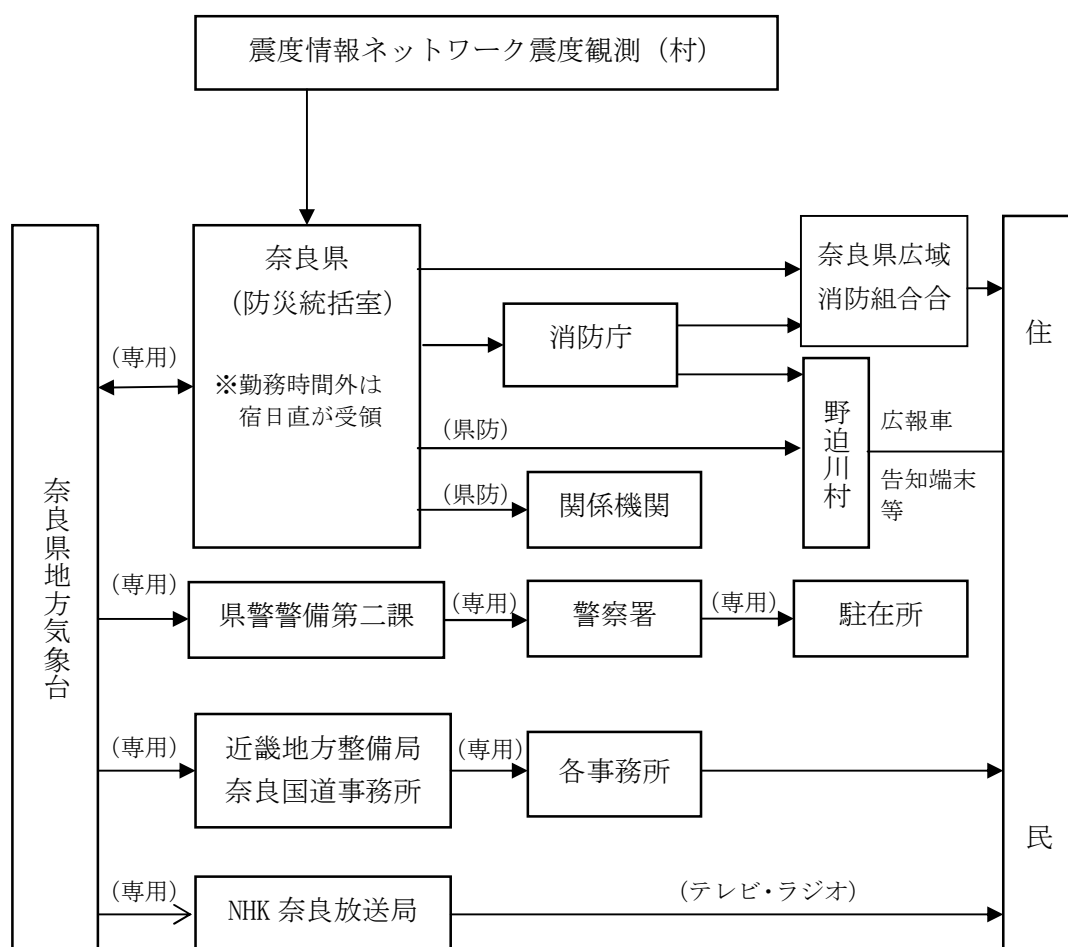 震度情報ネットワーク震度観測（村）
奈良県
（防災統括室）
※勤務時間外は
宿日直が受領
奈良県広域
消防組合合
消防庁
（専用）
住
野迫川村
（県防）
広報車
告知端末
等
（県防）
関係機関
奈良県地方気象台
（専用）
県警警備第二課
（専用）
警察署
（専用）
駐在所
（専用）
近畿地方整備局
奈良国道事務所
（専用）
各事務所
民
（専用）
NHK 奈良放送局
（テレビ・ラジオ）